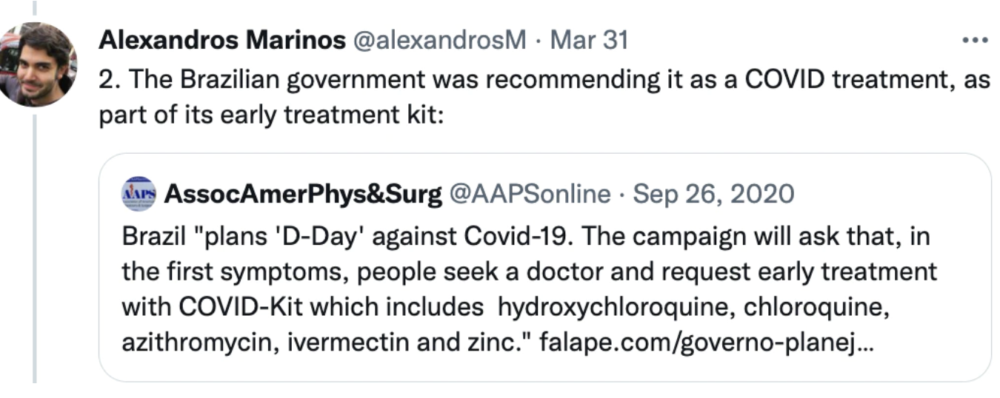 Alexandros Marinos @alexandrosM · Mar 31 ...
2. The Brazilian government was recommending it as a COVID treatment, as
part of its early treatment kit:
AAPS
AssocAmerPhys&Surg @AAPSonline · Sep 26, 2020
Brazil "plans 'D-Day' against Covid-19. The campaign will ask that, in
the first symptoms, people seek a doctor and request early treatment
with COVID-Kit which includes  hydroxychloroquine, chloroquine,
azithromycin, ivermectin and zinc." falape.com/governo-planej...